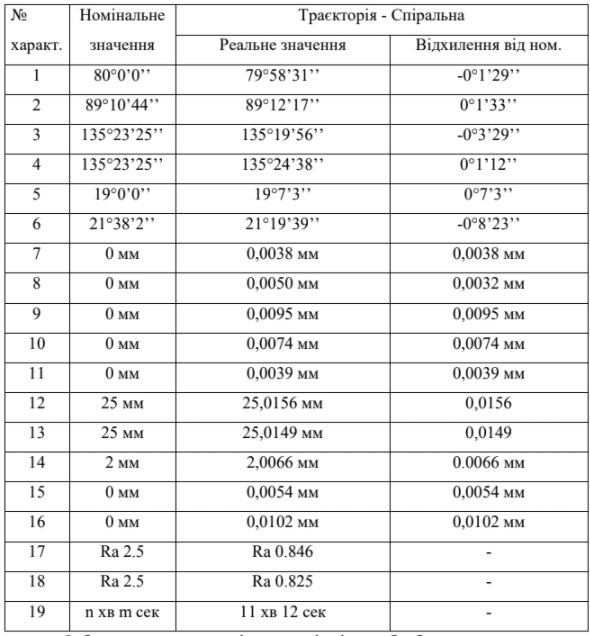 № характ. Номінальне значення Траєкторія - Спіральна
Реальне значення Відхилення від ном.
1 80°0’0’’ 79°58’31’’ -0°1’29’’
2 89°10’44’’ 89°12’17’’ 0°1’33’’
3 135°23’25’’ 135°19’56’’ -0°3’29’’
4 135°23’25’’ 135°24’38’’ 0°1’12’’
5 19°0’0’’ 19°7’3’’ 0°7’3’’
6 21°38’2’’ 21°19’39’’ -0°8’23’’
7 0 мм 0,0038 мм 0,0038 мм
8 0 мм 0,0050 мм 0,0032 мм
9 0 мм 0,0095 мм 0,0095 мм
10 0 мм 0,0074 мм 0,0074 мм
11 0 мм 0,0039 мм 0,0039 мм
12 25 мм 25,0156 мм 0,0156
13 25 мм 25,0149 мм 0,0149
14 2 мм 2,0066 мм 0.0066 мм
15 0 мм 0,0054 мм 0,0054 мм
16 0 мм 0,0102 мм 0,0102 мм
17 Ra 2.5 Ra 0.846 -
18 Ra 2.5 Ra 0.825 -
19 n хв m сек 11 хв 12 сек -